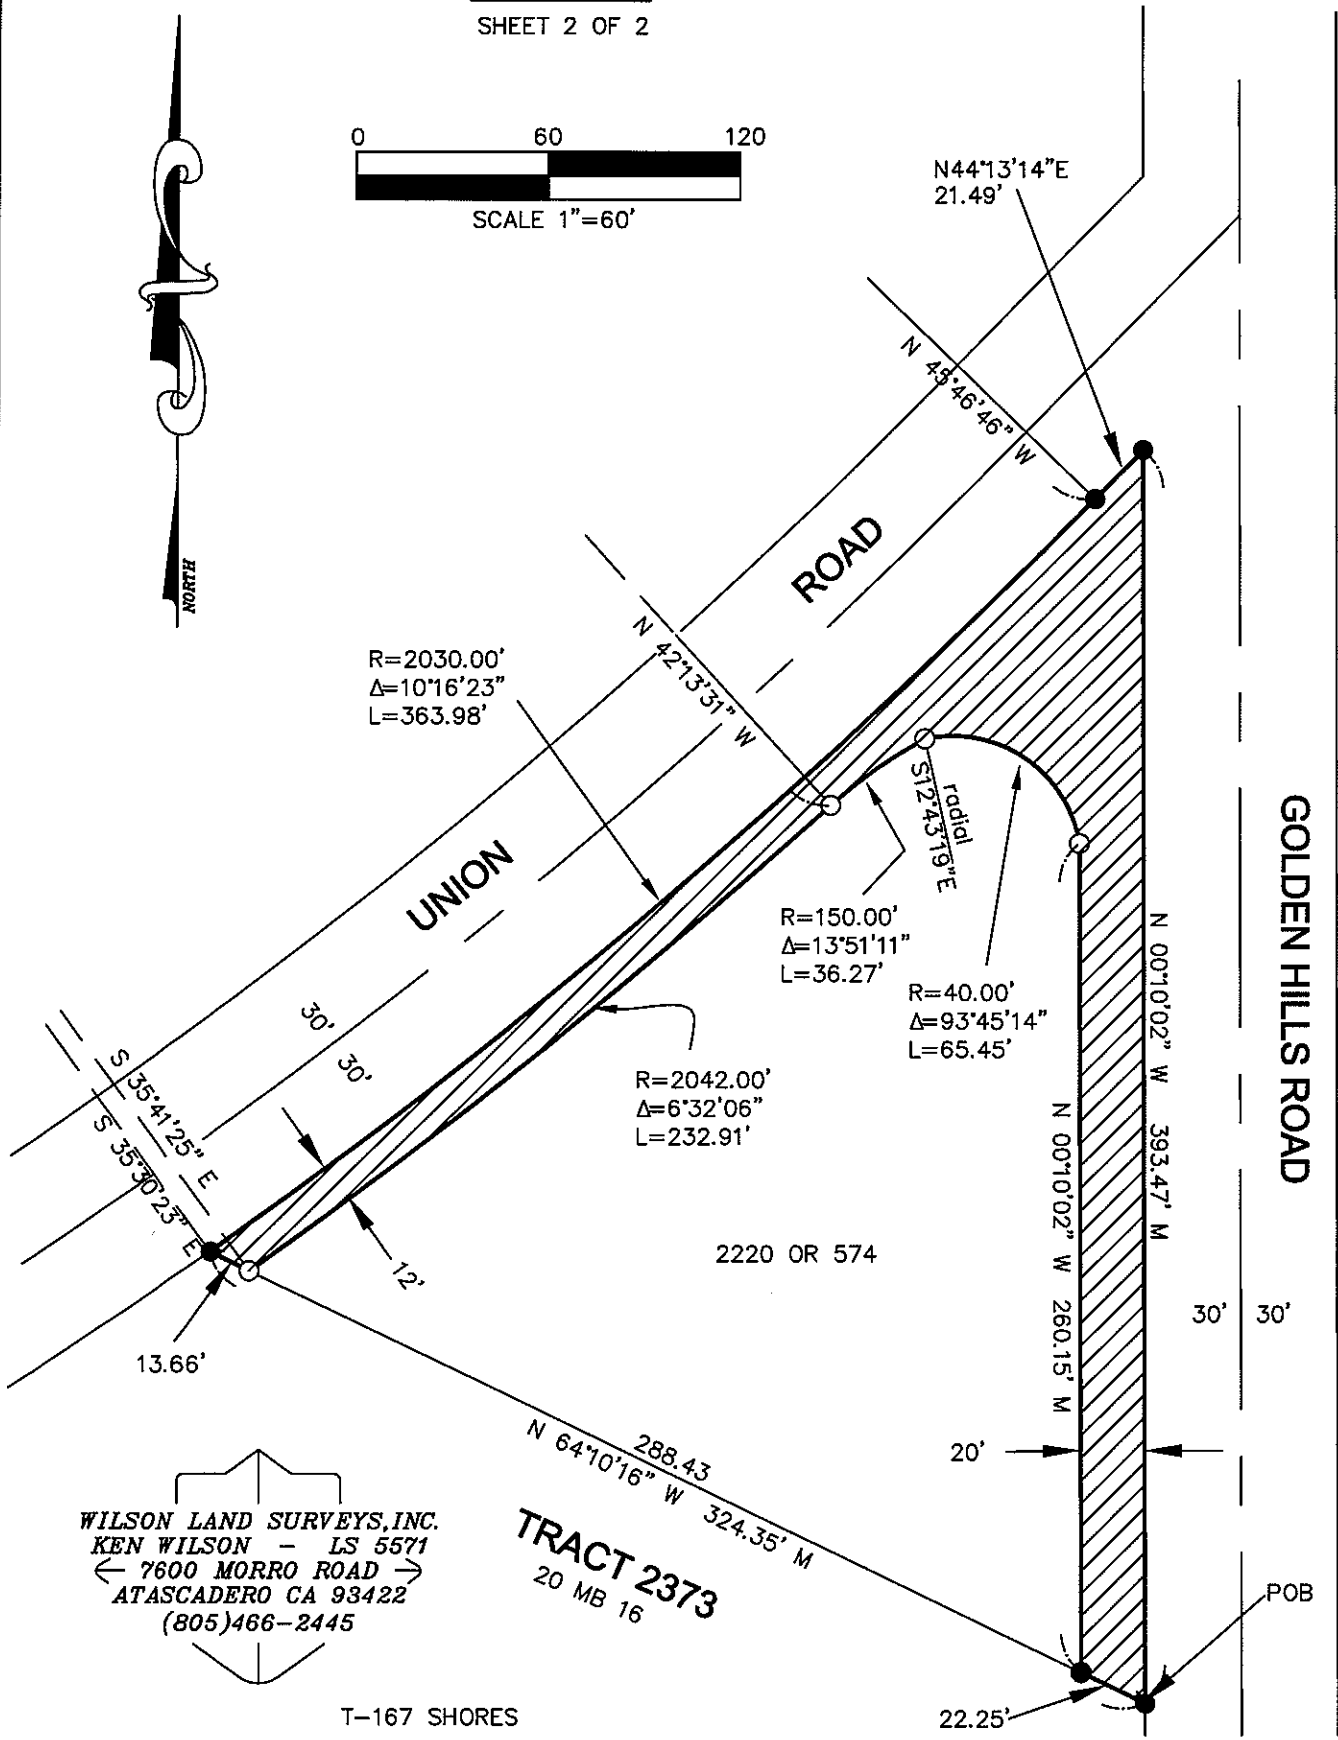 SHEET 2 OF 2
0 60 120
SCALE 1"=60'
NORTH
N44°13'14"E
21.49'
N 45°46'46" W
N 42°13'31" W
UNION
ROAD
R=2030.00'
Δ=10°16'23"
L=363.98'
radial
S12°43'19"E
R=150.00'
Δ=13°51'11"
L=36.27'
R=40.00'
Δ=93°45'14"
L=65.45'
R=2042.00'
Δ=6°32'06"
L=232.91'
GOLDEN HILLS ROAD
N 00°10'02" W 393.47' M
N 00°10'02" W 260.15' M
30'
30'
S 35°41'25" E
S 35°30'23" E
12'
13.66'
2220 OR 574
30' 30'
20'
288.43
N 64°10'16" W 324.35' M
TRACT 2373
20 MB 16
POB
22.25'
WILSON LAND SURVEYS,INC.
KEN WILSON - LS 5571
7600 MORRO ROAD
ATASCADERO CA 93422
(805)466-2445
T-167 SHORES